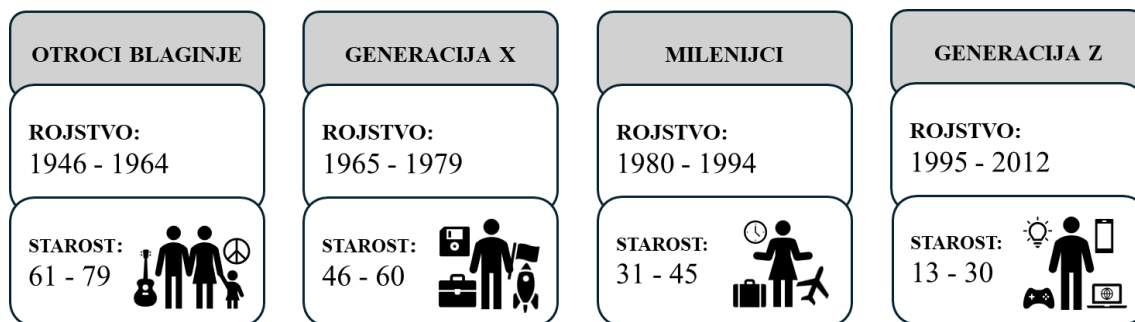 OTROCI BLAGINJE
ROJSTVO:
1946 - 1964
STAROST:
61 - 79
GENERACIJA X
ROJSTVO:
1965 - 1979
STAROST:
46 - 60
MILENIJCI
ROJSTVO:
1980 - 1994
STAROST:
31 - 45
GENERACIJA Z
ROJSTVO:
1995 - 2012
STAROST:
13 - 30